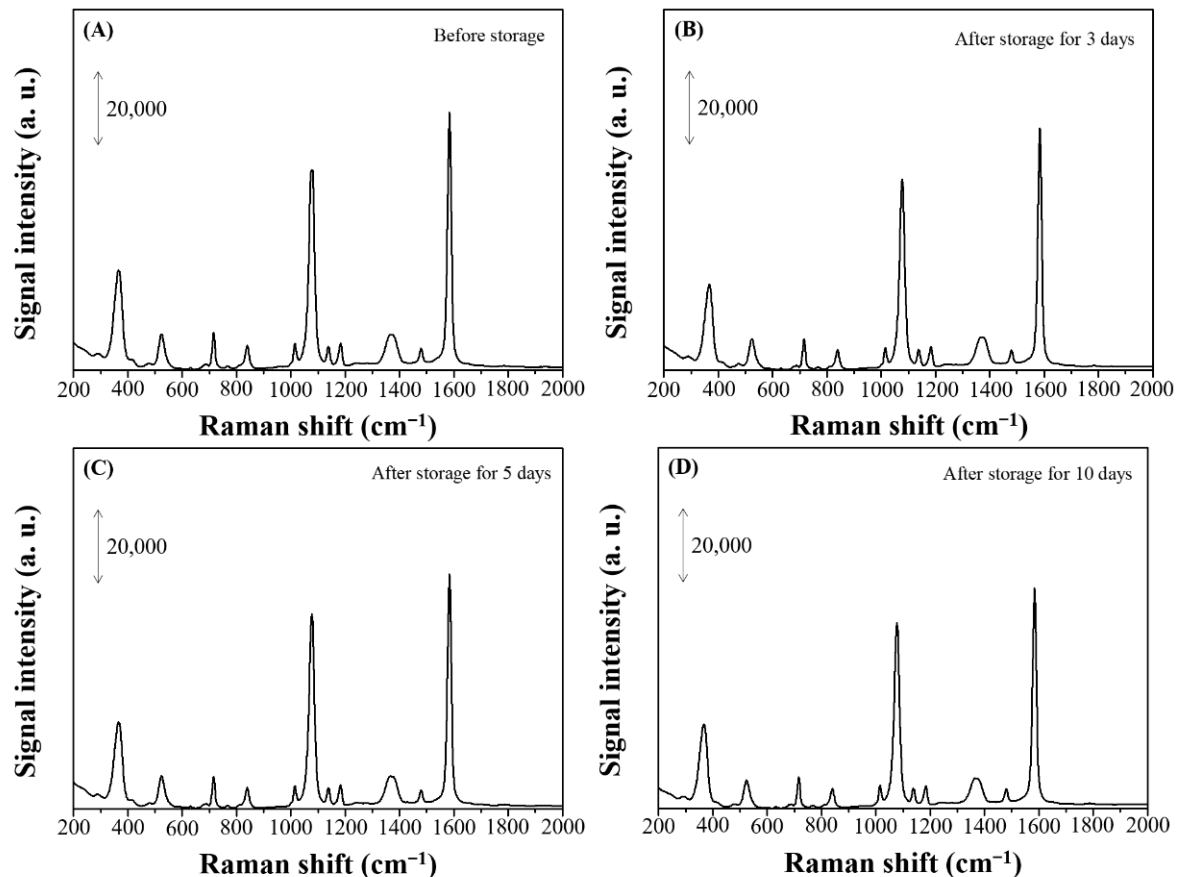 (A)
Before storage
20,000
Signal intensity (a. u.)
200 400 600 800 1000 1200 1400 1600 1800 2000
Raman shift (cm⁻¹)
(B)
After storage for 3 days
20,000
Signal intensity (a. u.)
200 400 600 800 1000 1200 1400 1600 1800 2000
Raman shift (cm⁻¹)
(C)
After storage for 5 days
20,000
Signal intensity (a. u.)
200 400 600 800 1000 1200 1400 1600 1800 2000
Raman shift (cm⁻¹)
(D)
After storage for 10 days
20,000
Signal intensity (a. u.)
200 400 600 800 1000 1200 1400 1600 1800 2000
Raman shift (cm⁻¹)